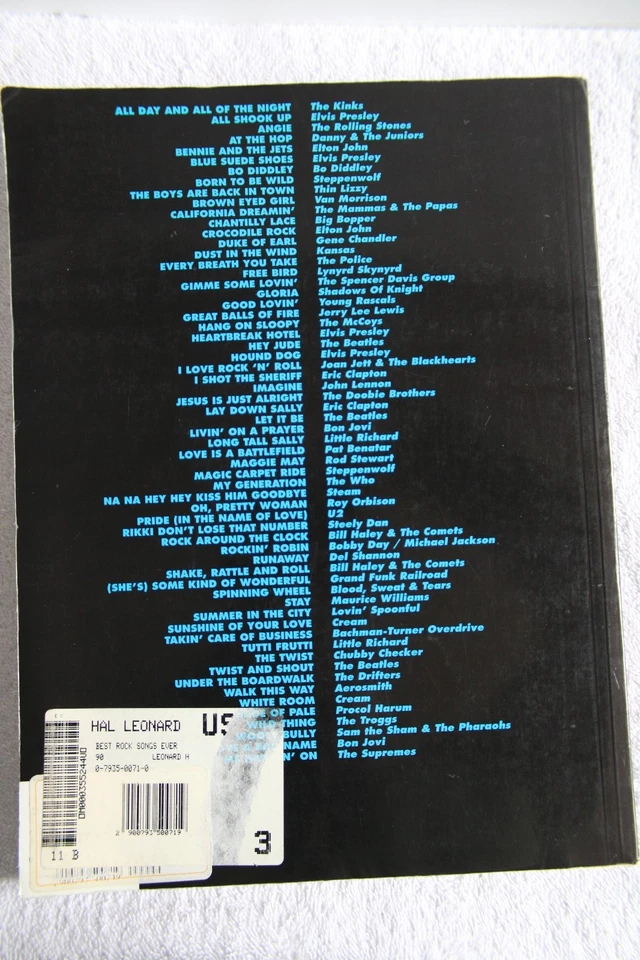 ALL DAY AND ALL OF THE NIGHT The Kinks
ALL SHOOK UP Elvis Presley
ANGIE The Rolling Stones
AT THE HOP Danny & The Juniors
BENNIE AND THE JETS Elton John
BLUE SUEDE SHOES Elvis Presley
BO DIDDLEY Bo Diddley
BORN TO BE WILD Steppenwolf
THE BOYS ARE BACK IN TOWN Thin Lizzy
BROWN EYED GIRL Van Morrison
CALIFORNIA DREAMIN' The Mammas & The Papas
CHANTILLY LACE Big Bopper
CROCODILE ROCK Elton John
DUKE OF EARL Gene Chandler
DUST IN THE WIND Kansas
EVERY BREATH YOU TAKE The Police
FREE BIRD Lynyrd Skynyrd
GIMME SOME LOVIN' The Spencer Davis Group
GLORIA Shadows Of Knight
GOOD LOVIN' Young Rascals
GREAT BALLS OF FIRE Jerry Lee Lewis
HANG ON SLOOPY The McCoys
HEARTBREAK HOTEL Elvis Presley
HEY JUDE The Beatles
HOUND DOG Elvis Presley
I LOVE ROCK 'N' ROLL Joan Jett & The Blackhearts
I SHOT THE SHERIFF Eric Clapton
IMAGINE John Lennon
JESUS IS JUST ALRIGHT The Doobie Brothers
LAY DOWN SALLY Eric Clapton
LET IT BE The Beatles
LIVIN' ON A PRAYER Bon Jovi
LONG TALL SALLY Little Richard
LOVE IS A BATTLEFIELD Pat Benatar
MAGGIE MAY Rod Stewart
MAGIC CARPET RIDE Steppenwolf
MY GENERATION The Who
NA NA HEY HEY KISS HIM GOODBYE Steam
OH, PRETTY WOMAN Roy Orbison
PRIDE (IN THE NAME OF LOVE) U2
RIKKI DON'T LOSE THAT NUMBER Steely Dan
ROCK AROUND THE CLOCK Bill Haley & The Comets
ROCKIN' ROBIN Bobby Day / Michael Jackson
RUNAWAY Del Shannon
SHAKE, RATTLE AND ROLL Bill Haley & The Comets
(SHE'S) SOME KIND OF WONDERFUL Grand Funk Railroad
SPINNING WHEEL Blood, Sweat & Tears
STAY Maurice Williams
SUMMER IN THE CITY Lovin' Spoonful
SUNSHINE OF YOUR LOVE Cream
TAKIN' CARE OF BUSINESS Bachman-Turner Overdrive
TUTTI FRUTTI Little Richard
THE TWIST Chubby Checker
TWIST AND SHOUT The Beatles
UNDER THE BOARDWALK The Drifters
WALK THIS WAY Aerosmith
WHITE ROOM Cream
OF PALE Procol Harum
WILD THING The Troggs
BULLY Sam the Sham & The Pharaohs
NAME Bon Jovi
ON The Supremes
HAL LEONARD US
BEST ROCK SONGS EVER
90 LEONARD H
0-7935-0071-0
DM000355244WD
2 900793 500719
3
11 B